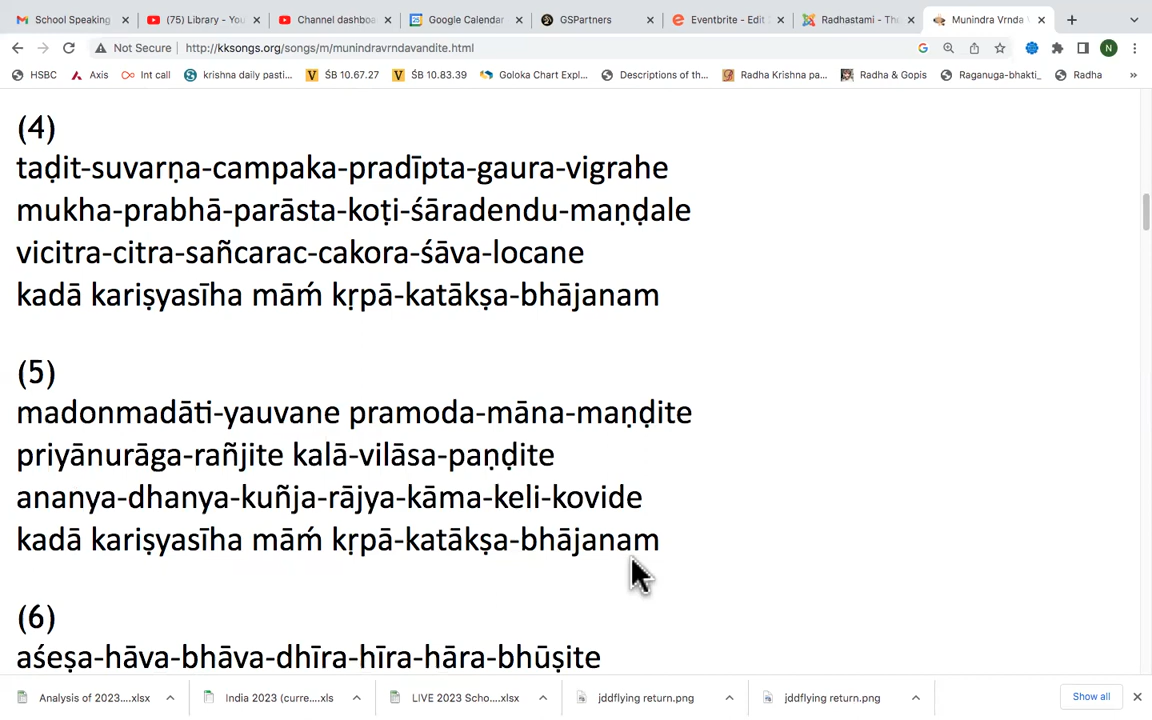 School Speaking
(75) Library - You
Channel dashboa
Google Calendar
GSPartners
Eventbrite - Edit
Radhastami - The
Munindra Vrnda
Not Secure
http://kksongs.org/songs/m/munindravrndavandite.html
N
HSBC
Axis
Int call
krishna daily pasti...
ŚB 10.67.27
ŚB 10.83.39
Goloka Chart Expl...
Descriptions of th...
Radha Krishna pa...
Radha & Gopis
Raganuga-bhakti_
Radha
»
(4)
taḍit-suvarṇa-campaka-pradīpta-gaura-vigrahe
mukha-prabhā-parāsta-koṭi-śāradendu-maṇḍale
vicitra-citra-sañcarac-cakora-śāva-locane
kadā kariṣyasīha māḿ kṛpā-katākṣa-bhājanam
(5)
madonmadāti-yauvane pramoda-māna-maṇḍite
priyānurāga-rañjite kalā-vilāsa-paṇḍite
ananya-dhanya-kuñja-rājya-kāma-keli-kovide
kadā kariṣyasīha māḿ kṛpā-katākṣa-bhājanam
(6)
aśeṣa-hāva-bhāva-dhīra-hīra-hāra-bhūṣite
Analysis of 2023....xlsx
India 2023 (curre....xls
LIVE 2023 Scho....xlsx
jddflying return.png
jddflying return.png
Show all